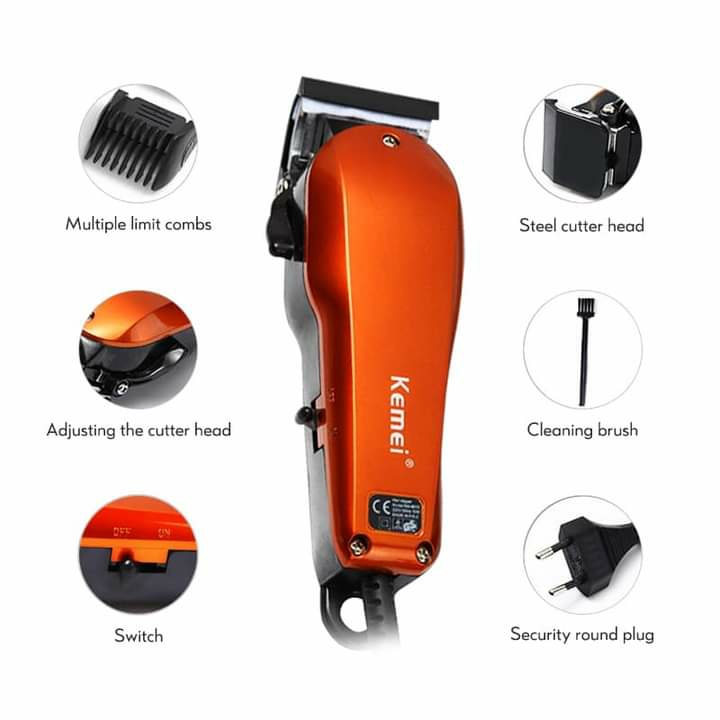 Multiple limit combs
Adjusting the cutter head
OFF ON
Switch
Kemei®
CE
Steel cutter head
Cleaning brush
Security round plug